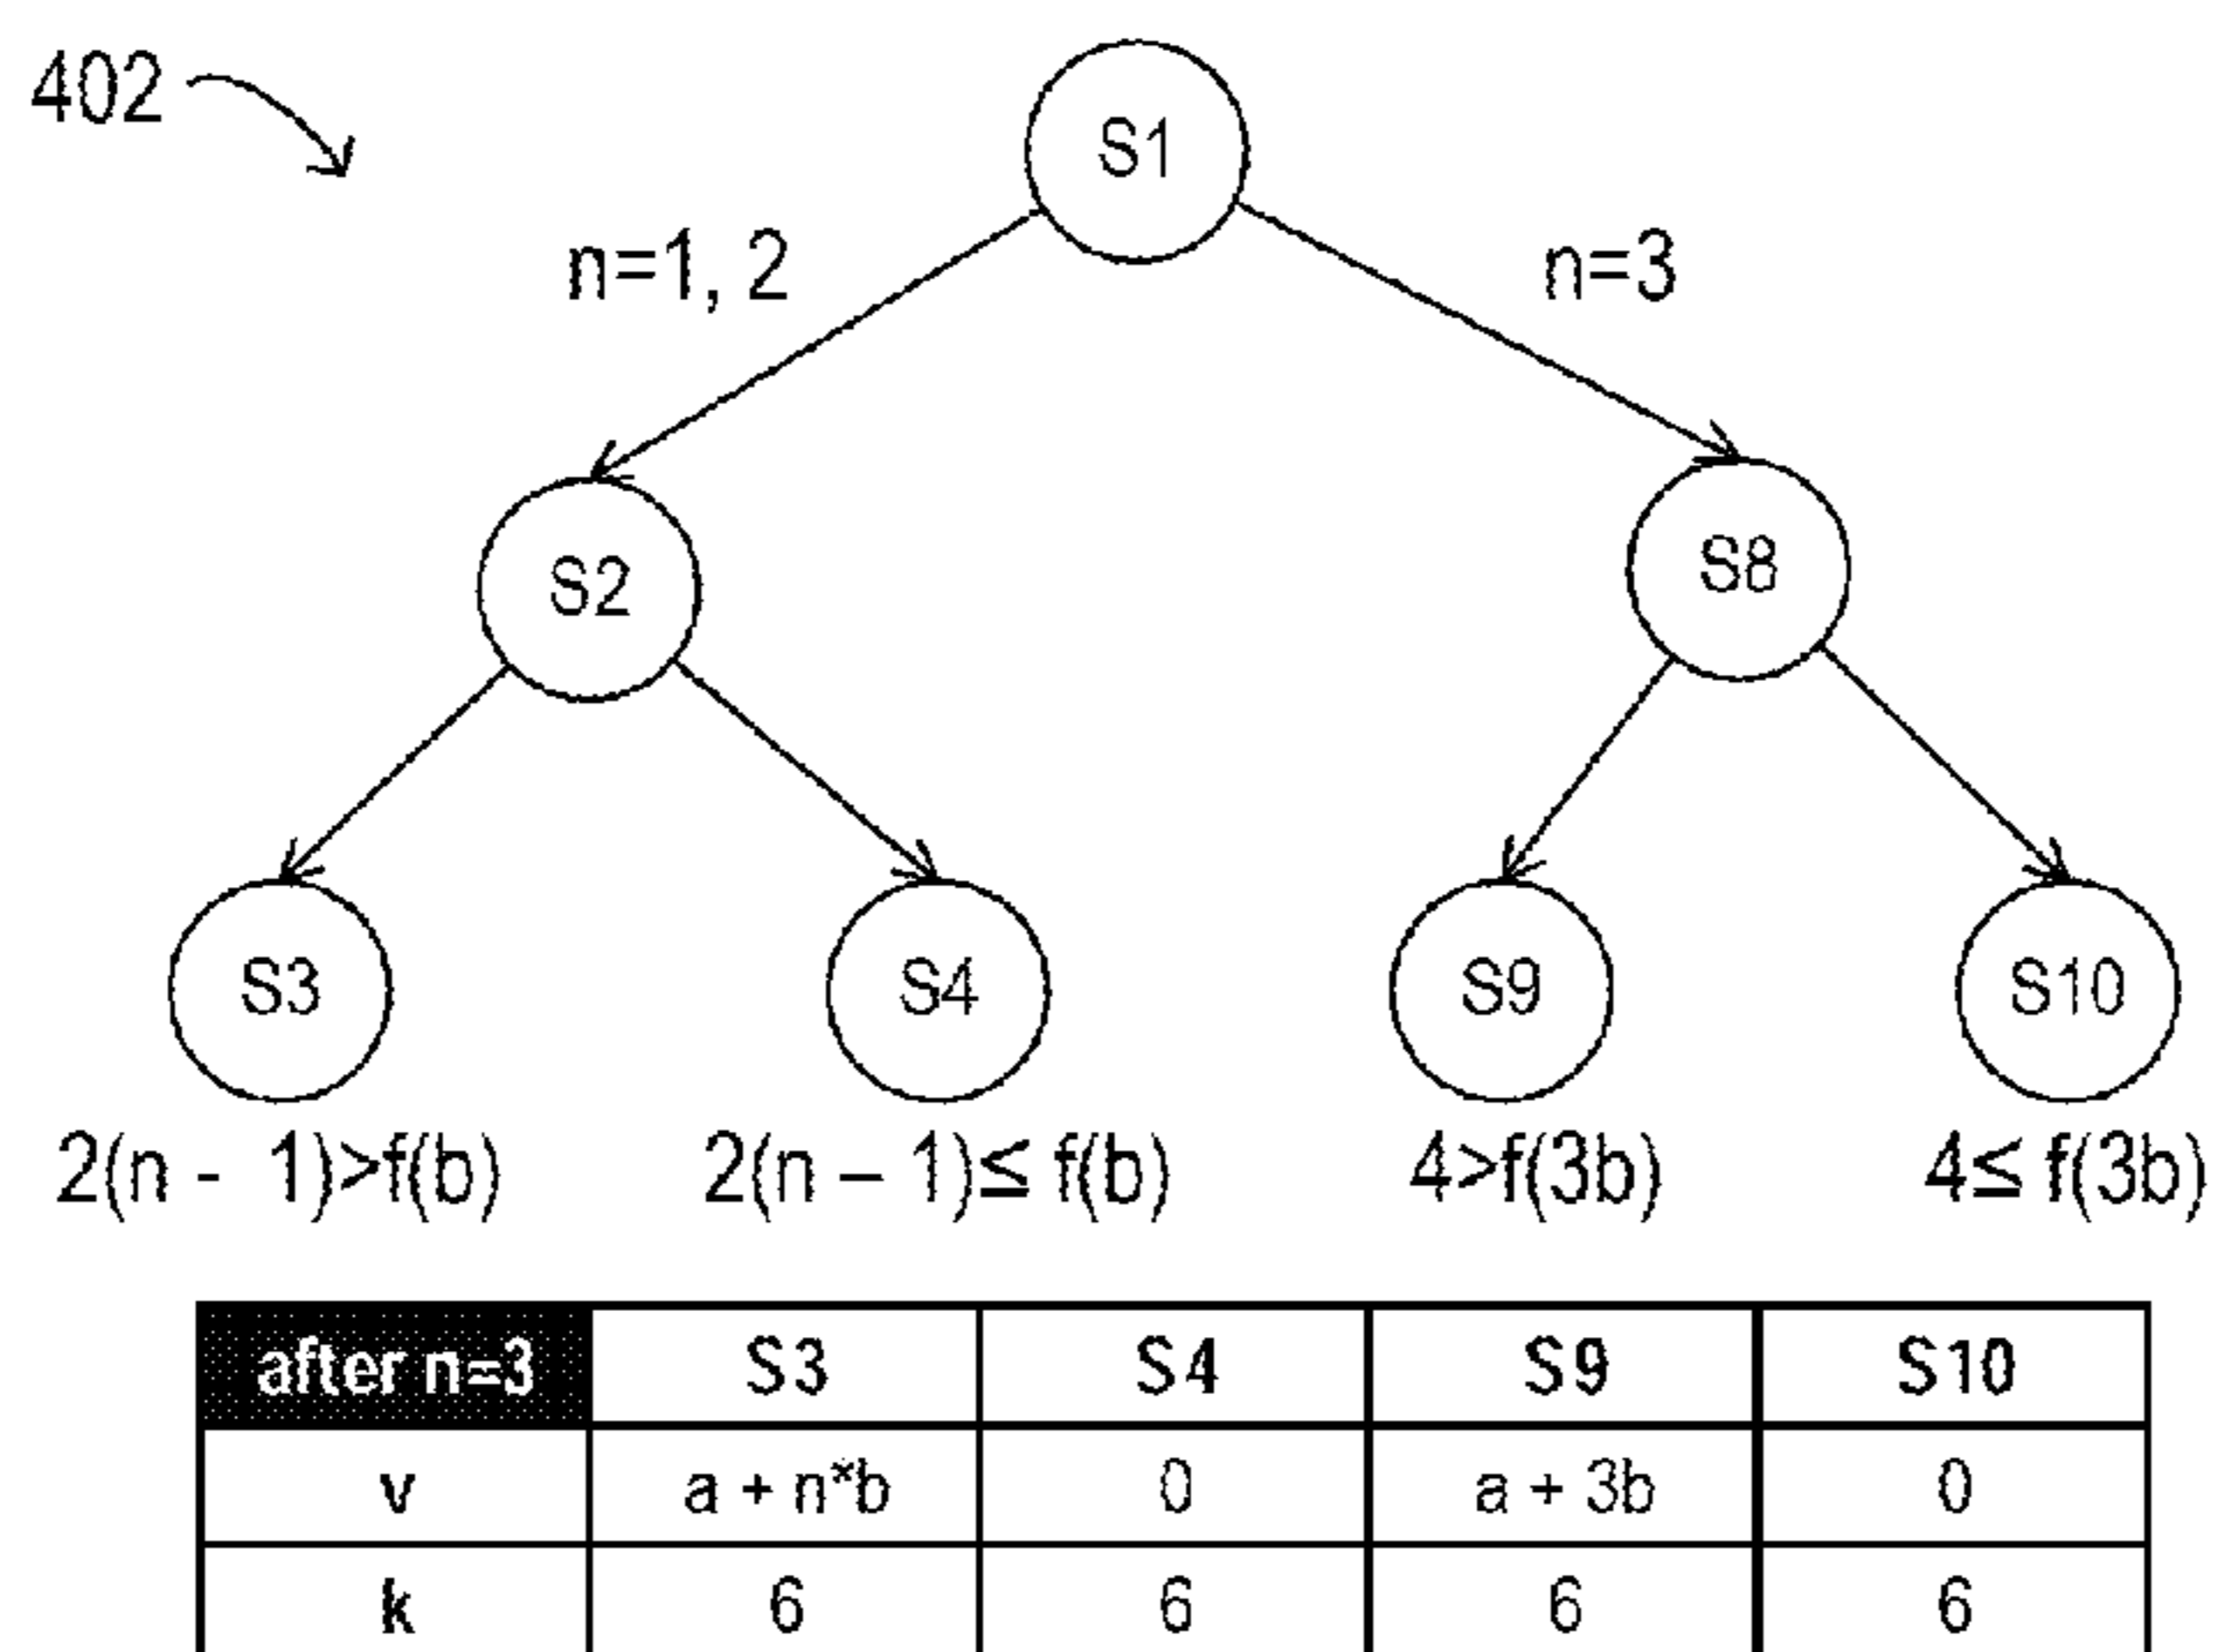 402
S1
n=1, 2
n=3
S2
S8
S3
S4
S9
S10
2(n - 1)>f(b)
2(n – 1)≤ f(b)
4>f(3b)
4≤ f(3b)
after n=3 S3 S4 S9 S10
v a + n*b 0 a + 3b 0
k 6 6 6 6